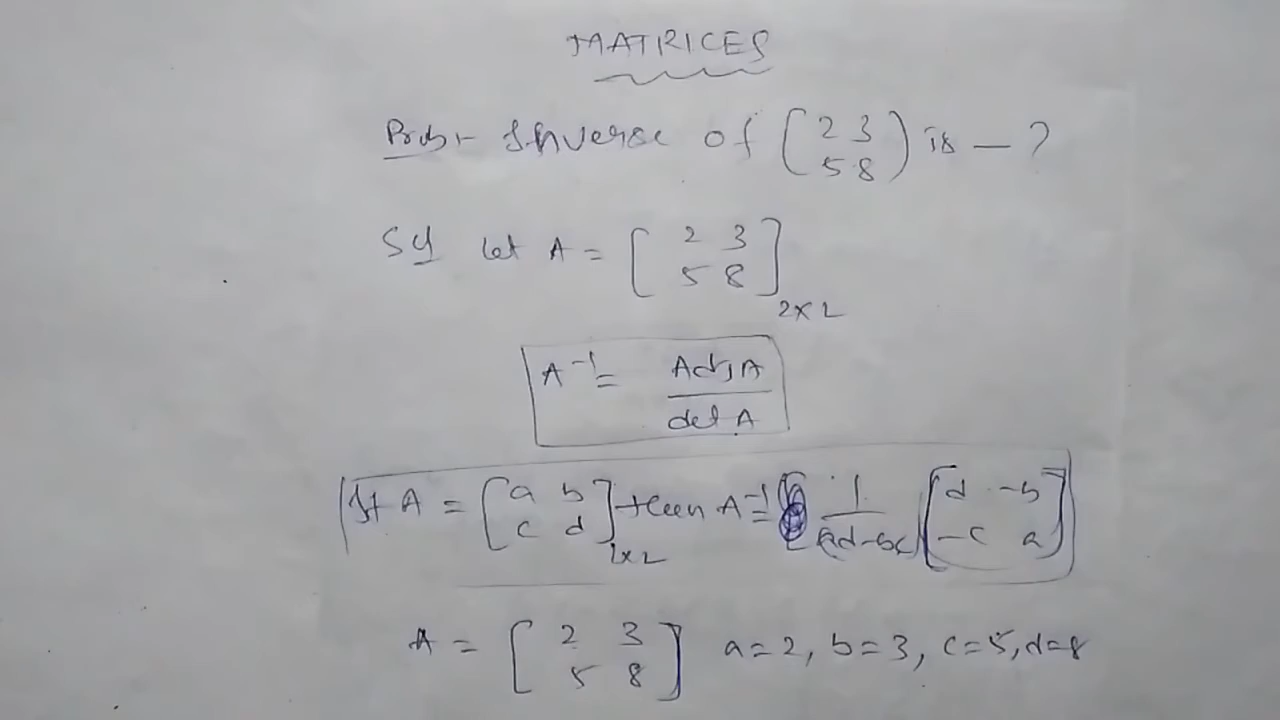 MATRICES
Prob:- Inverse of (2 3
5 8) is — ?
Sol let A = [2 3
5 8]2×2
A⁻¹ = Adj A
det A
If A = [a b
c d]2×2 then A⁻¹ = 1
ad-bc [d -b
-c a]
A = [2 3
5 8] a=2, b=3, c=5, d=8